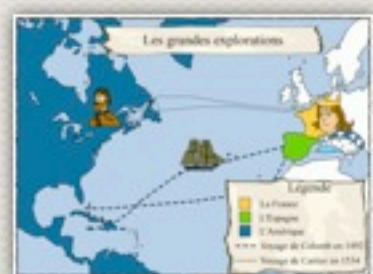 Les grandes explorations
Légende
La France
L'Espagne
L'Amérique
Voyage de Colomb en 1492
Voyage de Cartier en 1534